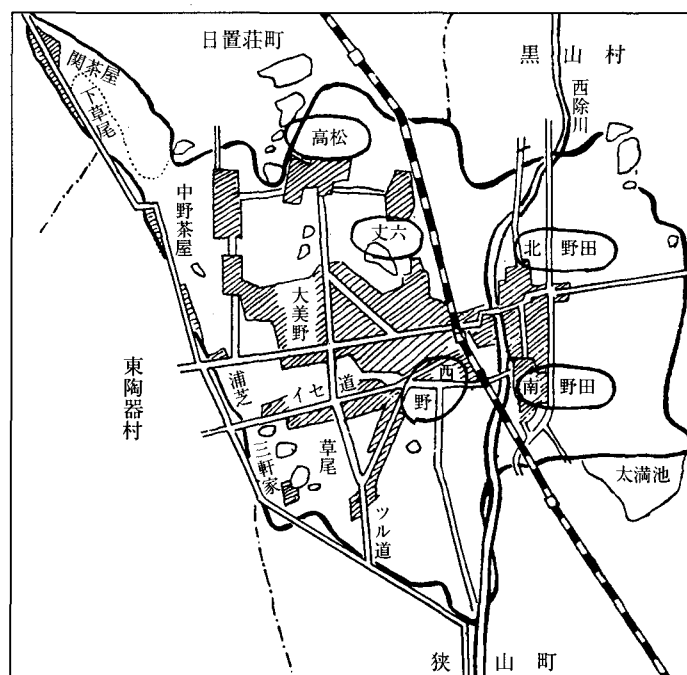 日置荘町
黒山村
関茶屋
下草尾
西除川
高松
中野茶屋
丈六
北野田
大美野
東陶器村
西野
南野田
浦芝
イセ道
三軒家
草尾
太満池
ツル道
狭山町